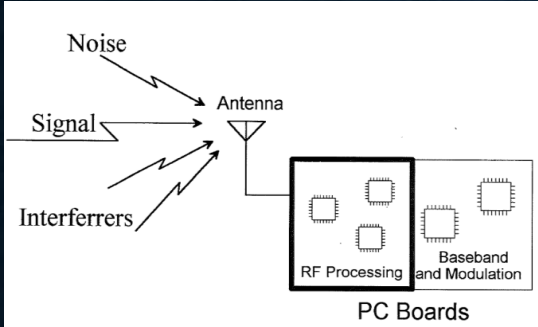 Noise
Antenna
Signal
Interferrers
RF Processing
Baseband
and Modulation
PC Boards